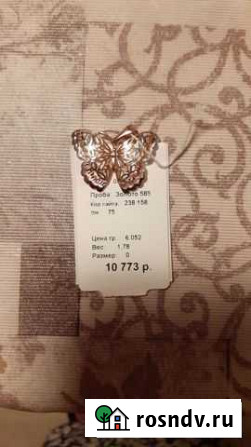 Проба: Золото 585
Код сайта: 238 158
75
Цена гр. 6 052
Вес: 1.78
Размер: 0
10 773 р.
rosndv.ru